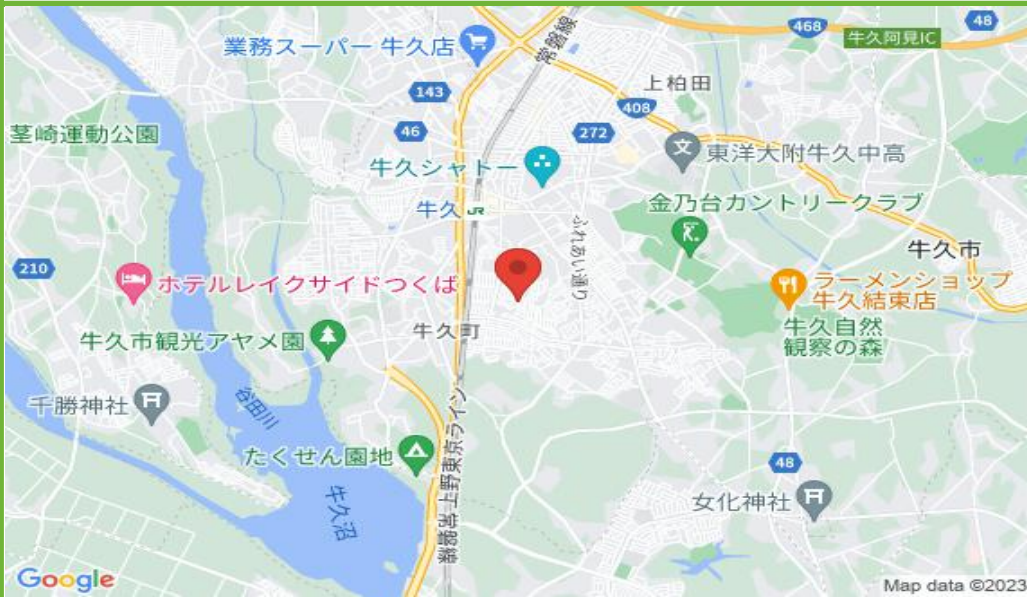 468
48
牛久阿見IC
業務スーパー 牛久店
常磐線
上柏田
143
408
茎崎運動公園
46
272
文
東洋大附牛久中高
牛久シャトー
牛久
JR
金乃台カントリークラブ
ふれあい通り
牛久市
210
ホテルレイクサイドつくば
ラーメンショップ
牛久結束店
牛久町
牛久市観光アヤメ園
牛久自然
観察の森
千勝神社
谷田川
たくせん園地
常磐線 上野東京ライン
48
牛久沼
女化神社
Google
Map data ©2023